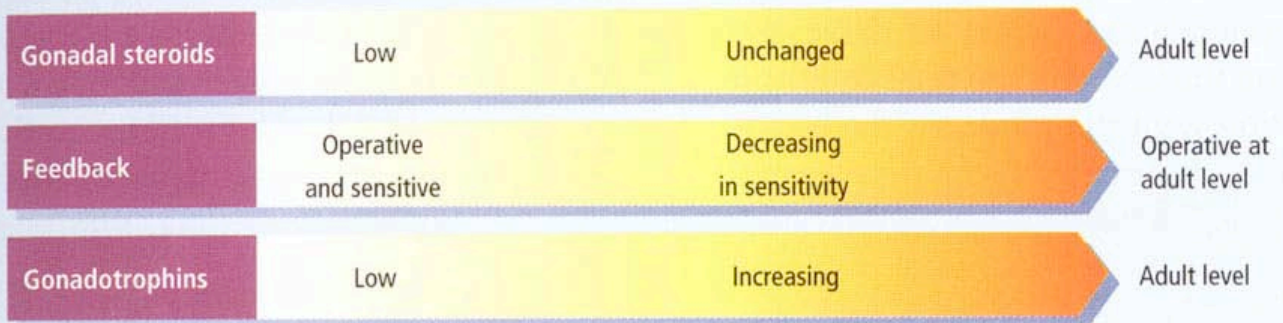 Gonadal steroids
Low
Unchanged
Adult level
Feedback
Operative
and sensitive
Decreasing
in sensitivity
Operative at
adult level
Gonadotrophins
Low
Increasing
Adult level